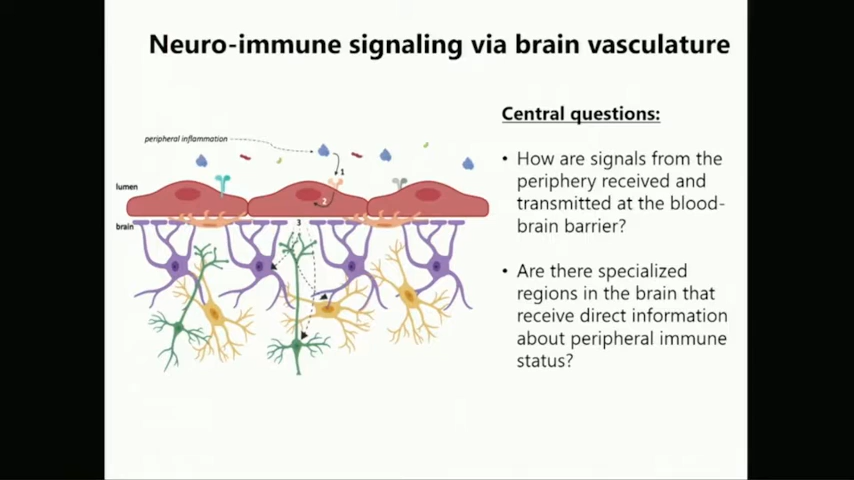 Neuro-immune signaling via brain vasculature
Central questions:
peripheral inflammation
1
lumen
2
brain
3
• How are signals from the
periphery received and
transmitted at the blood-
brain barrier?
• Are there specialized
regions in the brain that
receive direct information
about peripheral immune
status?